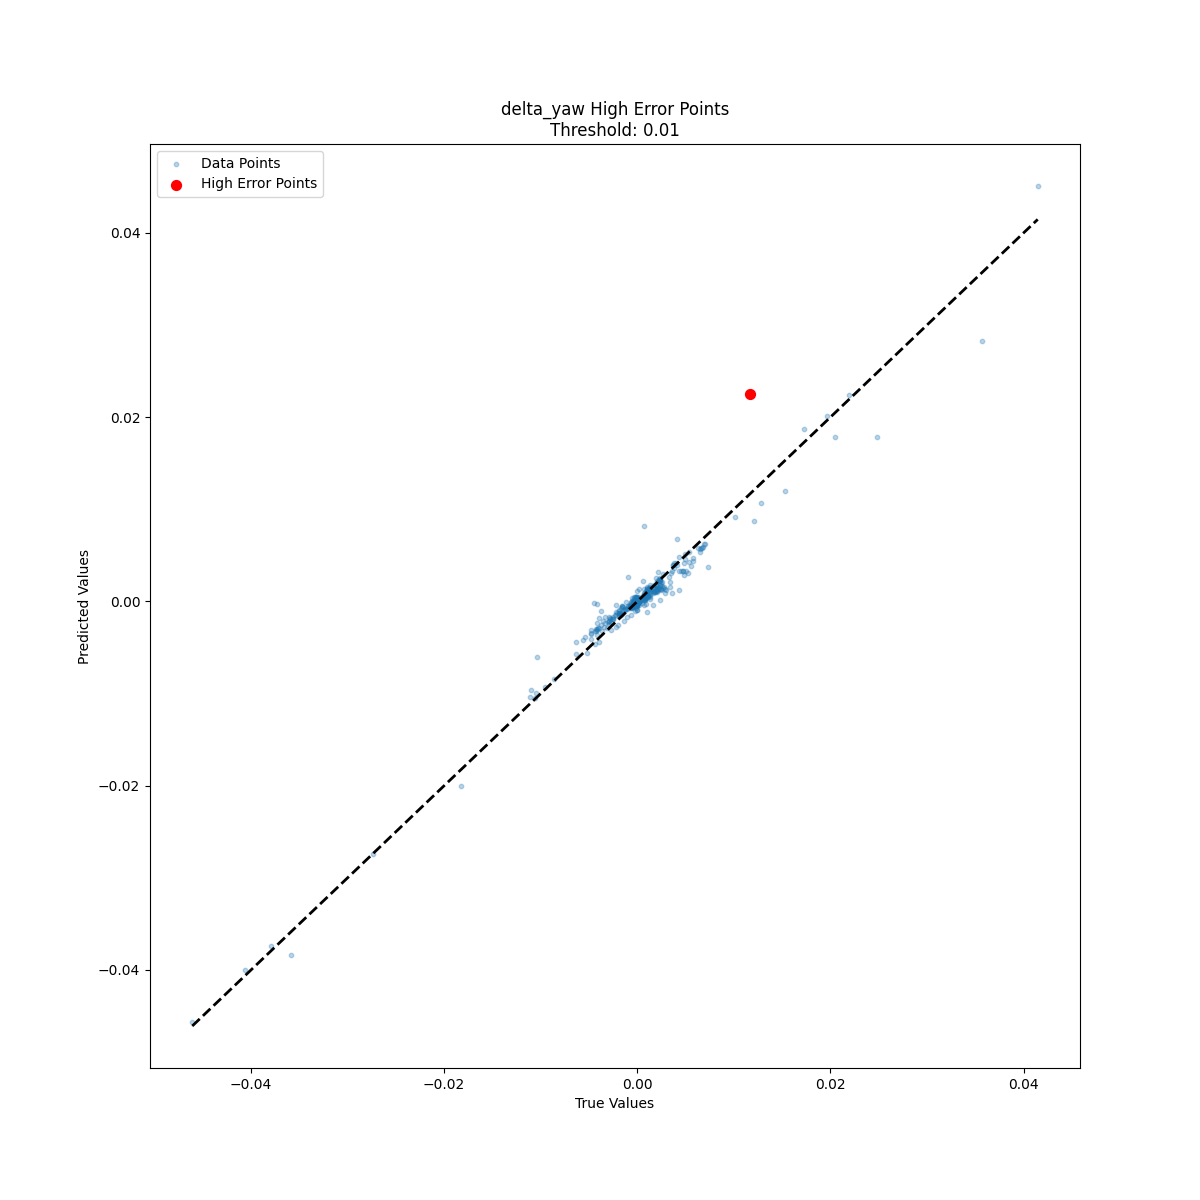 delta_yaw High Error Points
Threshold: 0.01
Data Points
High Error Points
0.04
0.02
0.00
−0.02
−0.04
Predicted Values
−0.04
−0.02
0.00
0.02
0.04
True Values